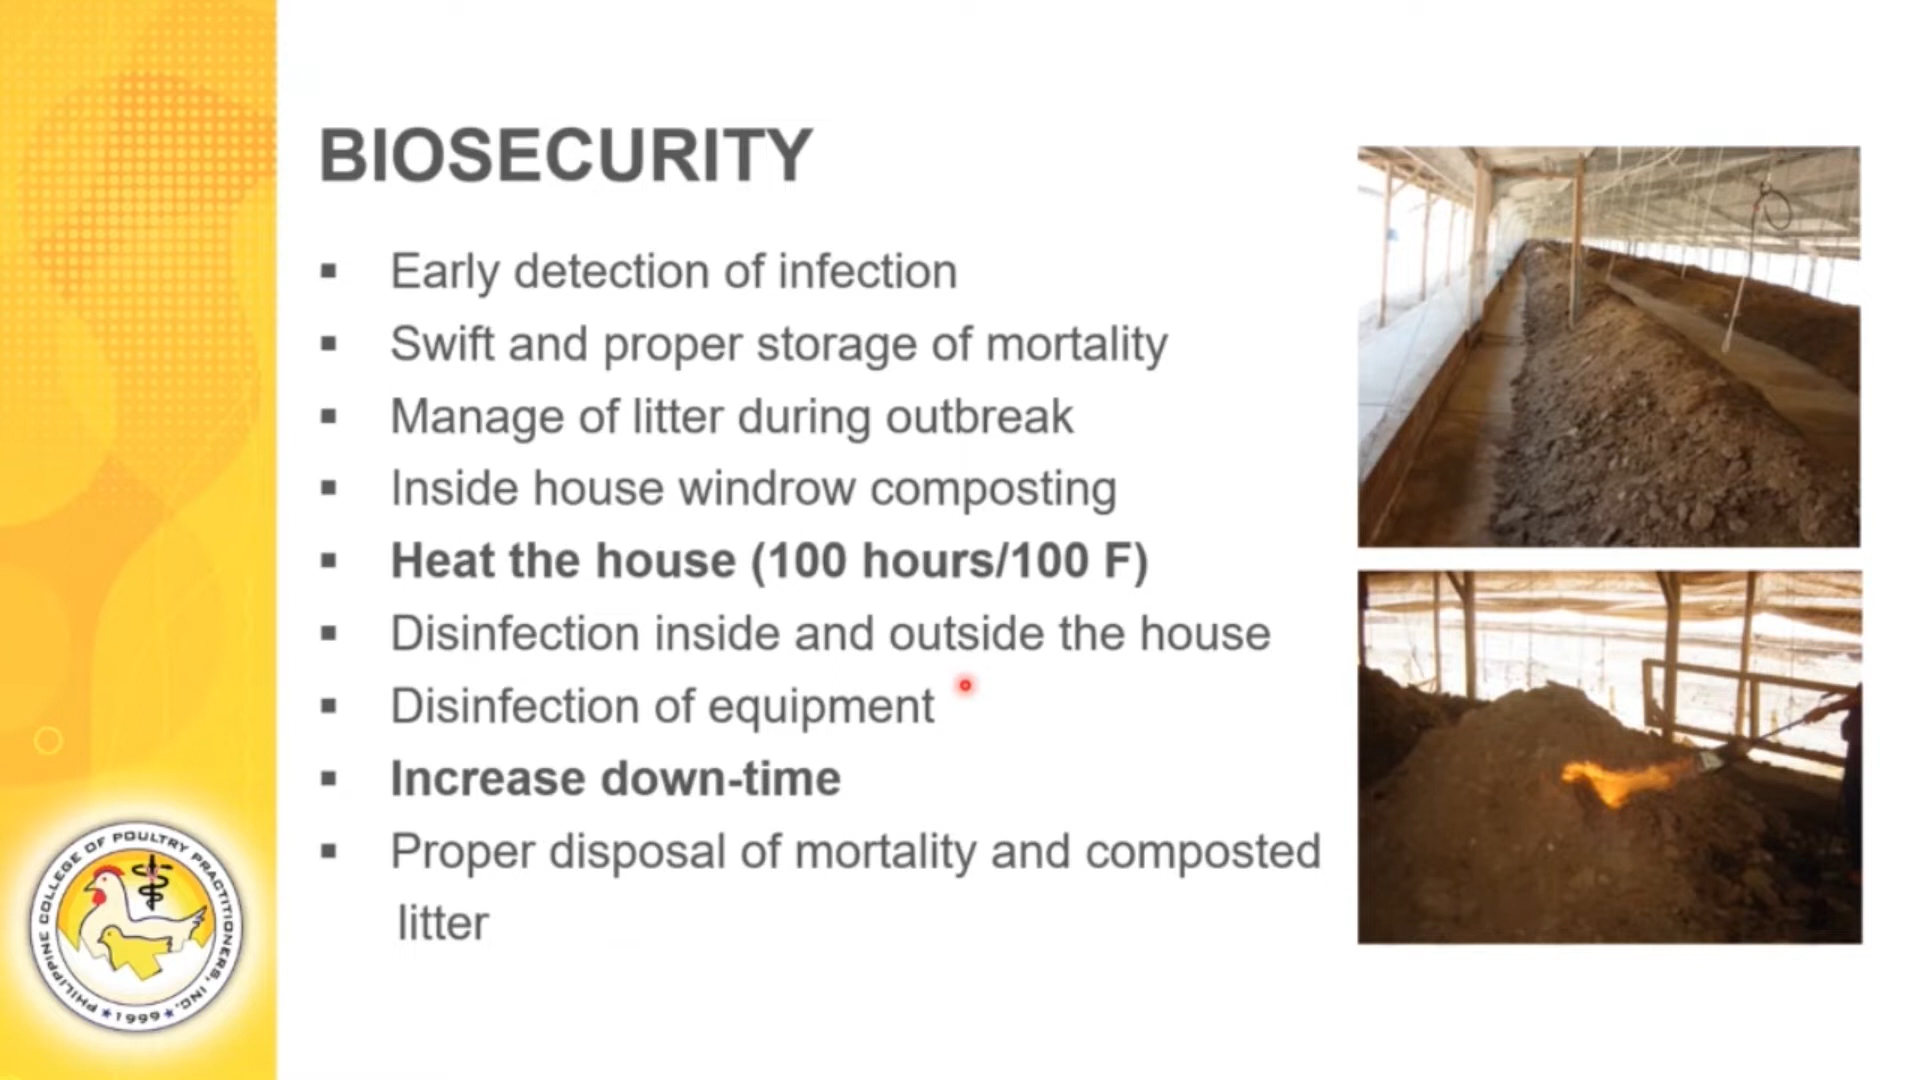 BIOSECURITY
▪ Early detection of infection
▪ Swift and proper storage of mortality
▪ Manage of litter during outbreak
▪ Inside house windrow composting
▪ Heat the house (100 hours/100 F)
▪ Disinfection inside and outside the house
▪ Disinfection of equipment
▪ Increase down-time
▪ Proper disposal of mortality and composted
litter
PHILIPPINE COLLEGE OF POULTRY PRACTITIONERS, INC.
★ 1999 ★